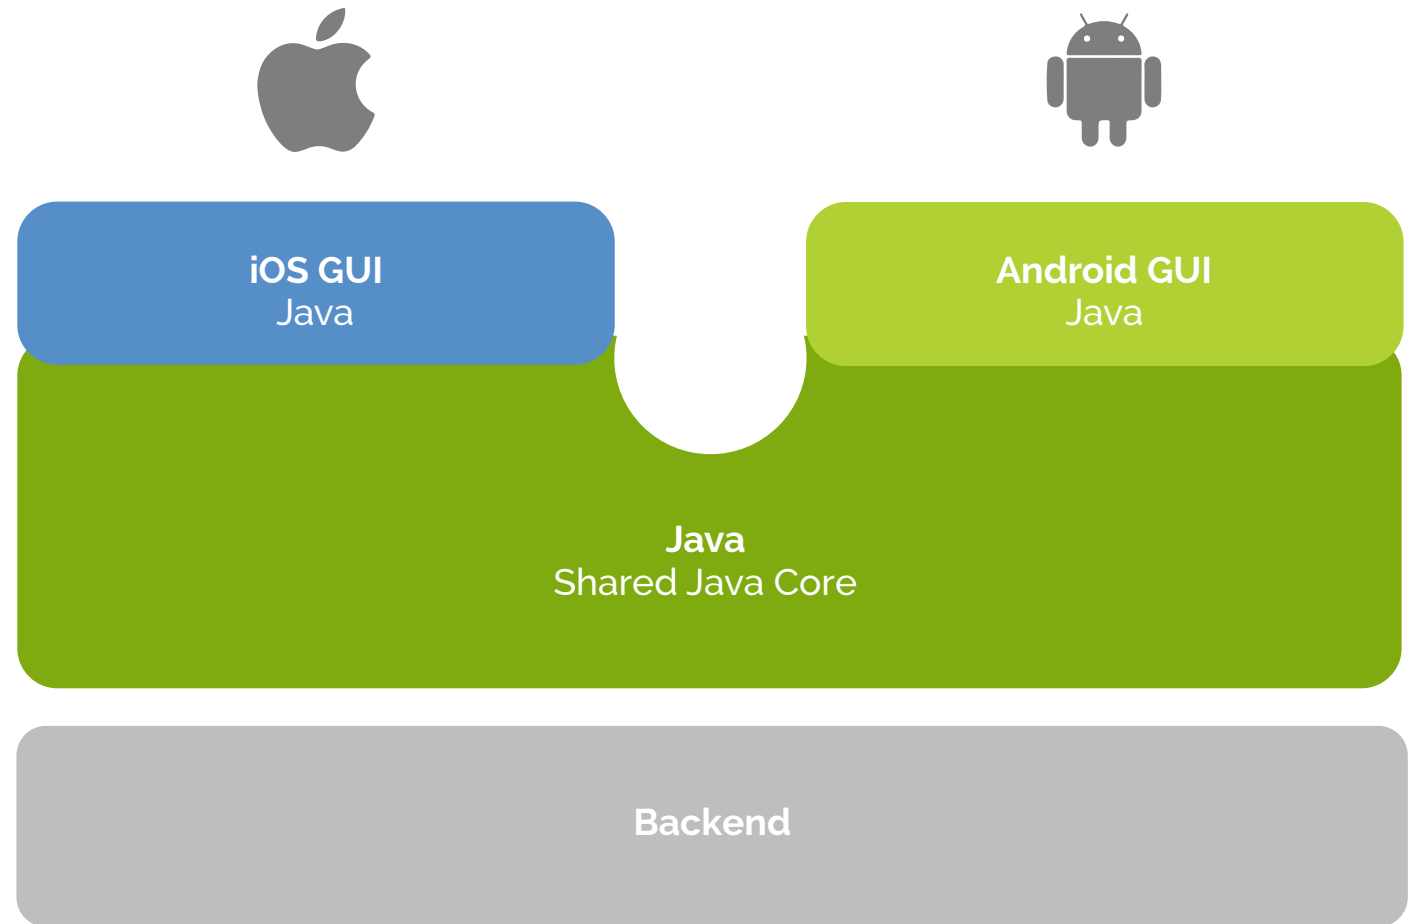 iOS GUI
Java
Android GUI
Java
Java
Shared Java Core
Backend